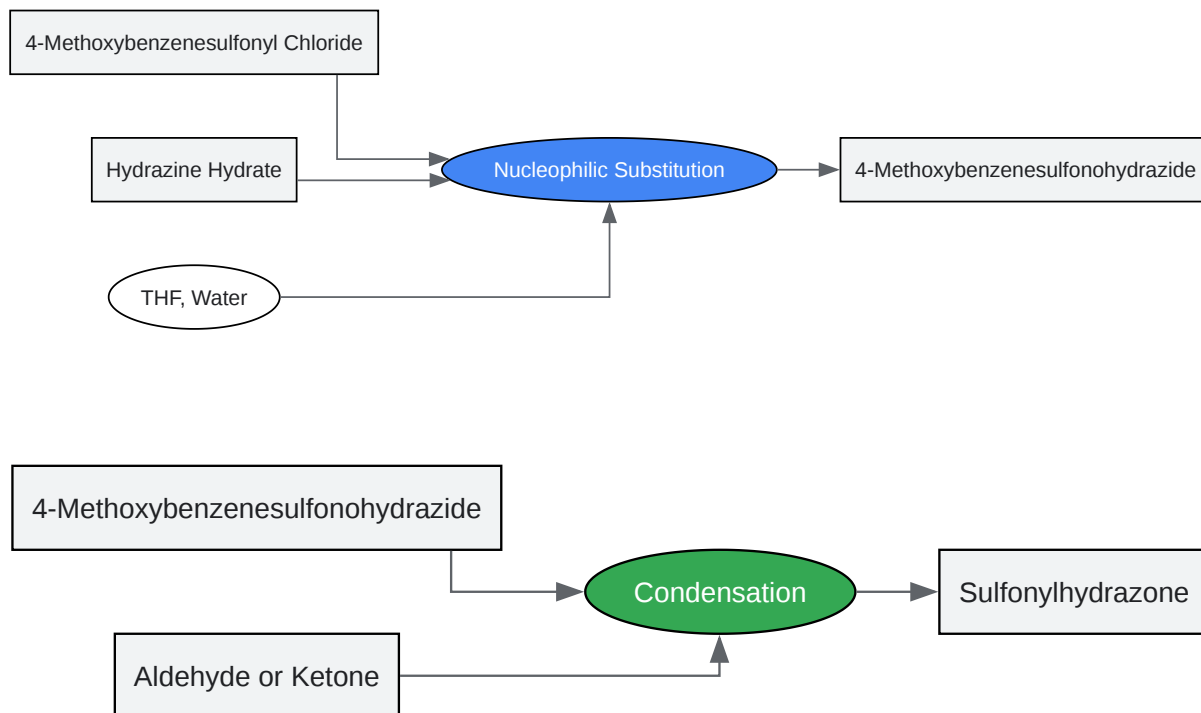 4-Methoxybenzenesulfonyl Chloride
Hydrazine Hydrate
Nucleophilic Substitution
4-Methoxybenzenesulfonohydrazide
THF, Water
4-Methoxybenzenesulfonohydrazide
Condensation
Sulfonylhydrazone
Aldehyde or Ketone